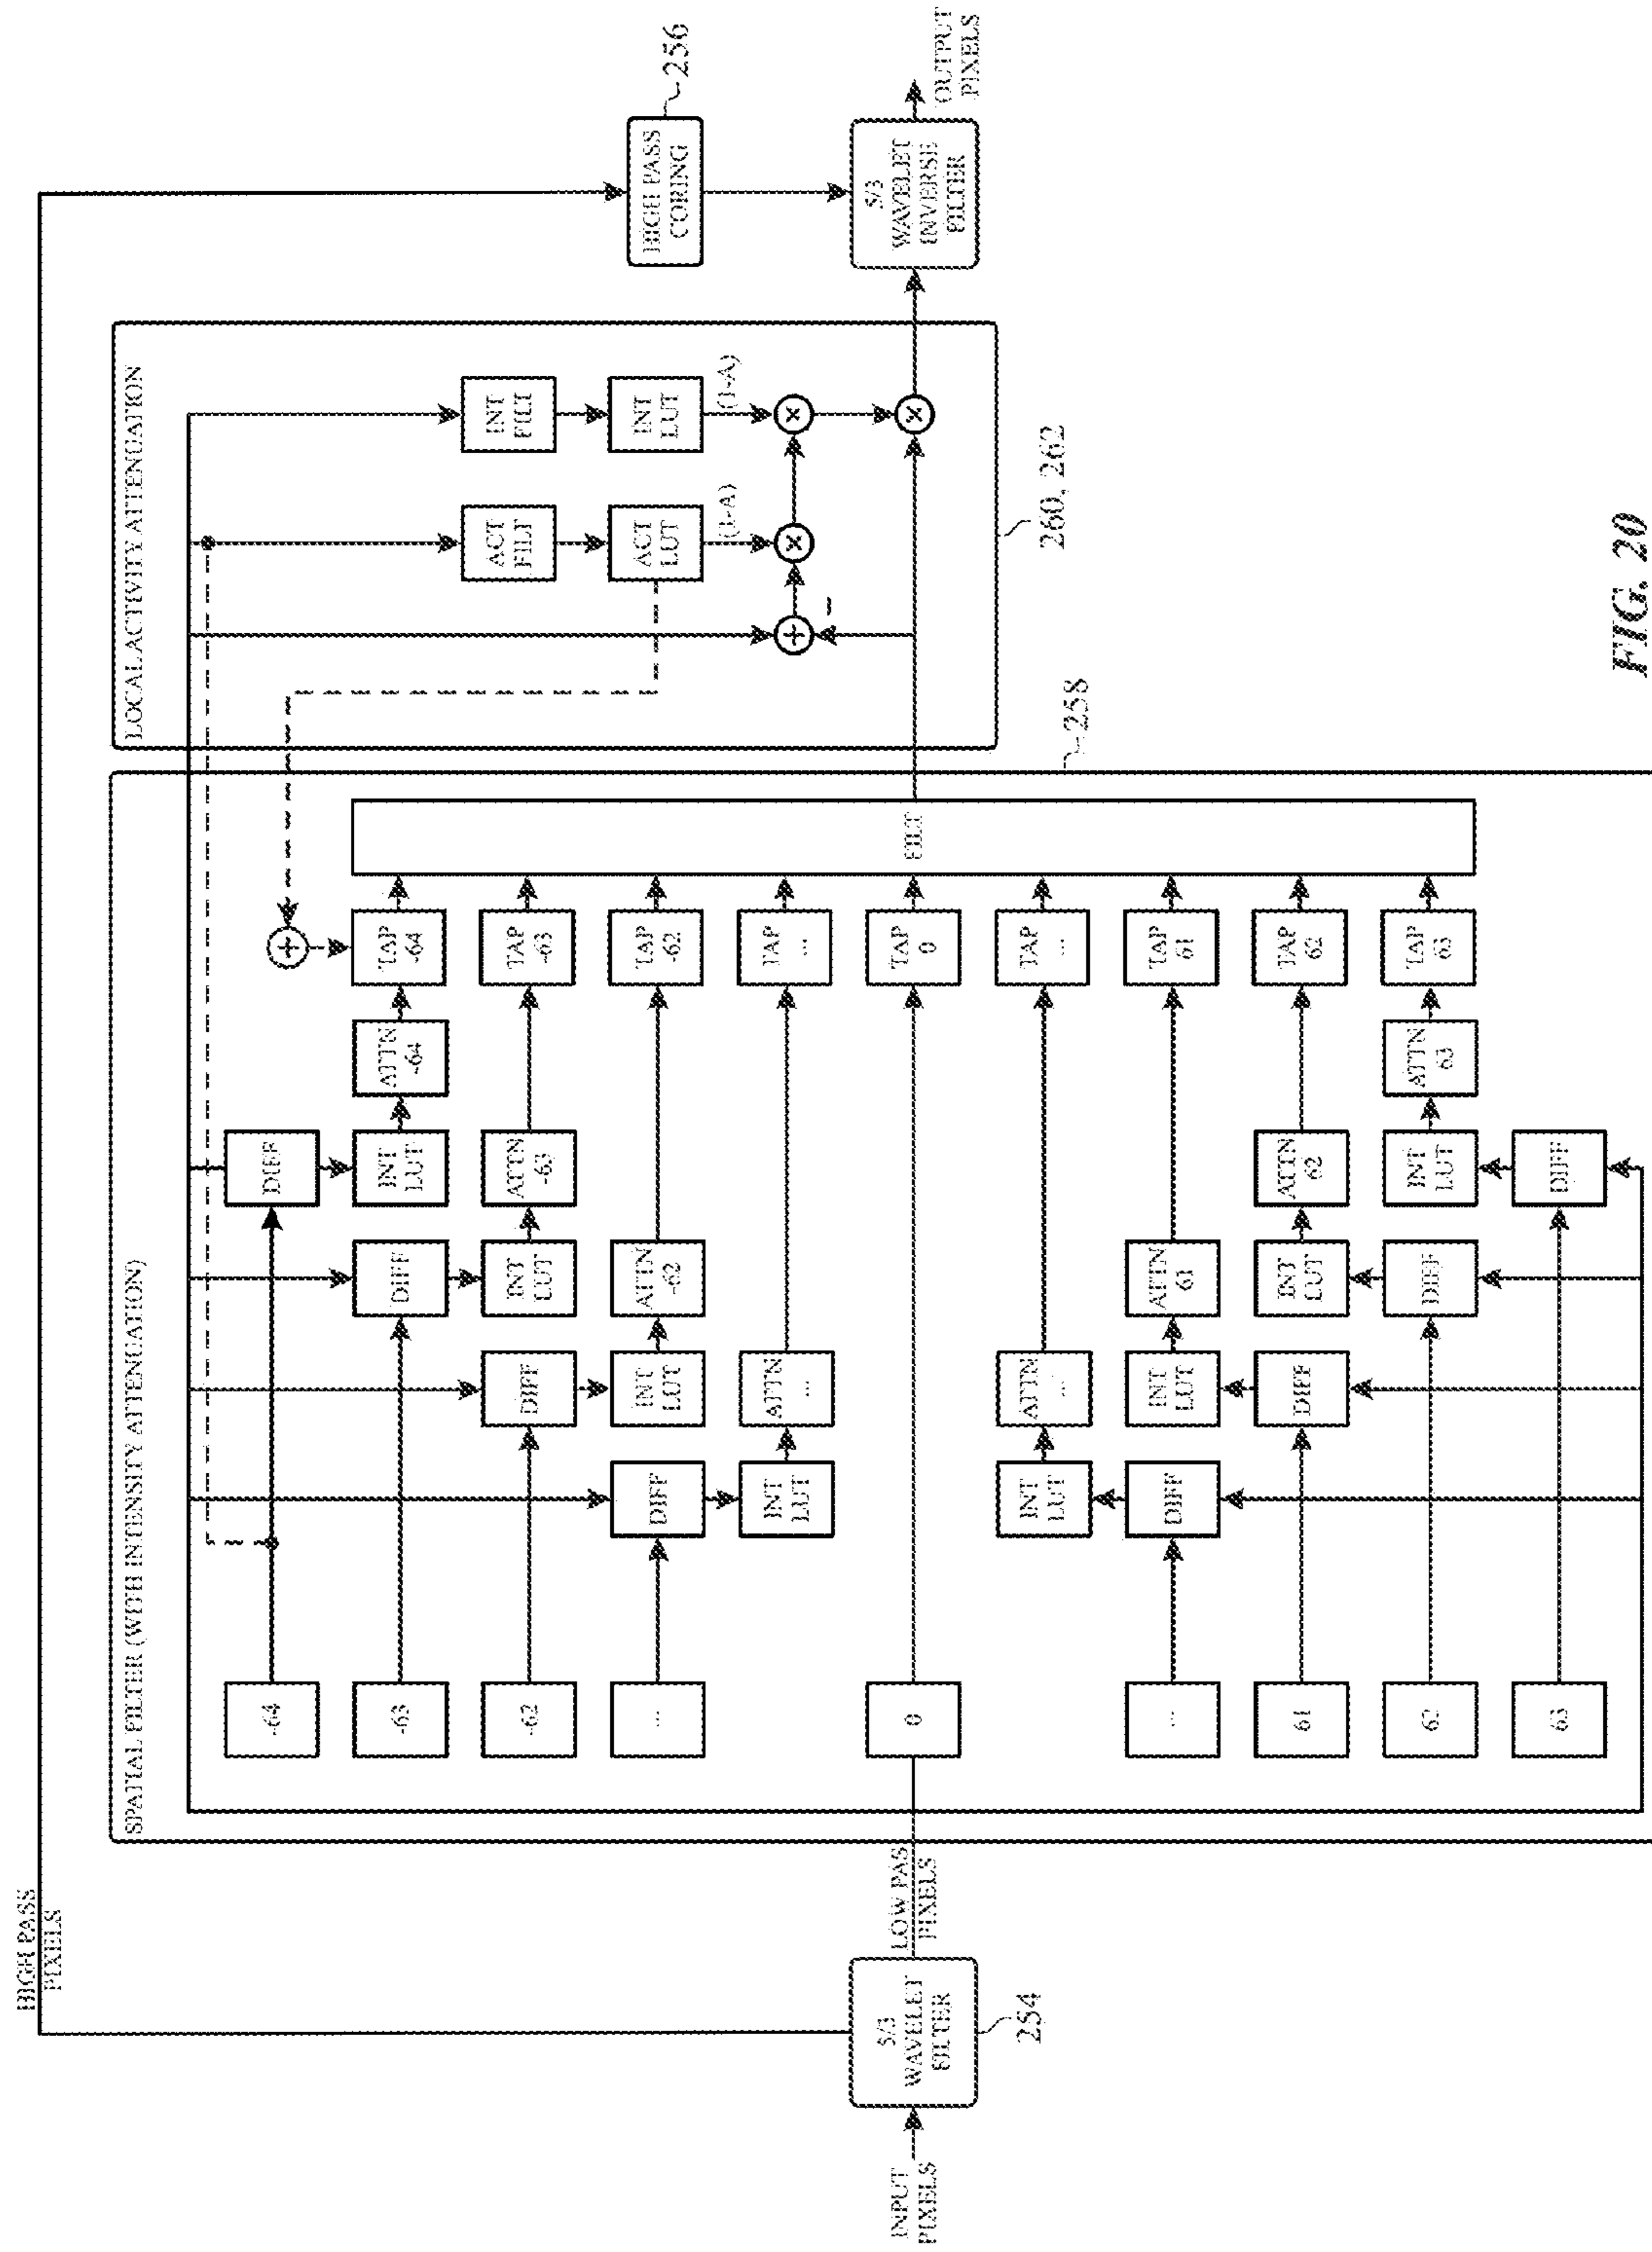 HIGH PASS
PIXELS
INPUT
PIXELS
5/3
WAVELET
FILTER
254
LOW PAS
PIXELS
SPATIAL FILTER (WITH INTENSITY ATTENUATION)
-64
-63
-62
...
0
...
61
62
63
DIFF
INT
LUT
ATTN
-64
TAP
-64
DIFF
INT
LUT
ATTN
-63
TAP
-63
DIFF
INT
LUT
ATTN
-62
TAP
-62
DIFF
INT
LUT
ATTN
...
TAP
...
TAP
0
DIFF
INT
LUT
ATTN
...
TAP
...
DIFF
INT
LUT
ATTN
61
TAP
61
DIFF
INT
LUT
ATTN
62
TAP
62
DIFF
INT
LUT
ATTN
63
TAP
63
+
FILT
258
LOCAL ACTIVITY ATTENUATION
ACT
FILT
ACT
LUT
(1-A)
INT
FILT
INT
LUT
(1-A)
+
-
×
×
×
260, 262
HIGH PASS
CORING
256
5/3
WAVELET
INVERSE
FILTER
OUTPUT
PIXELS
FIG. 20